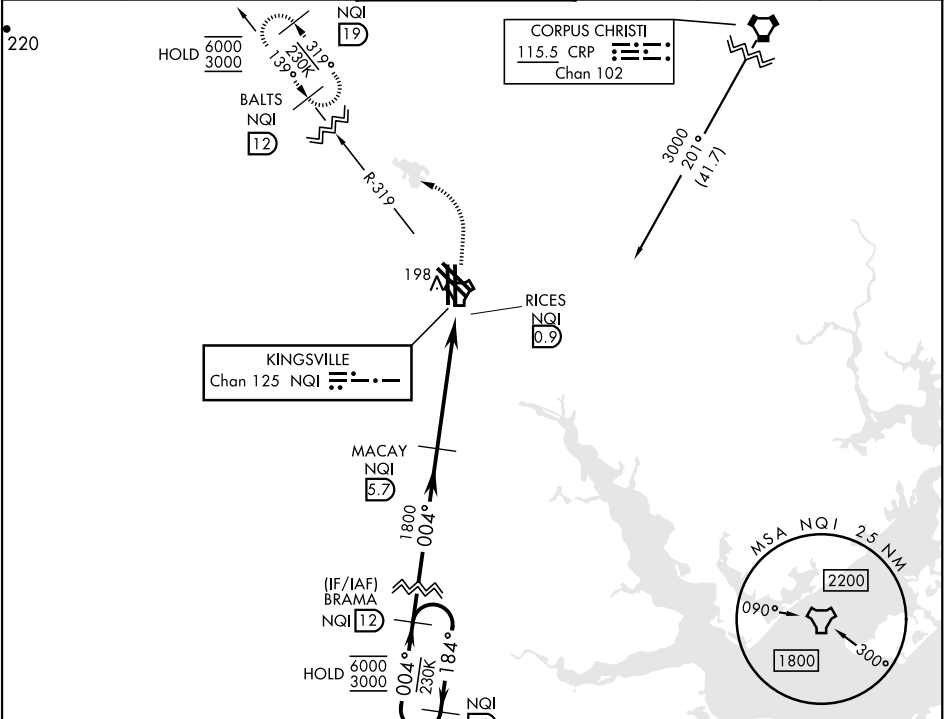 220
NQI
19
HOLD 6000
3000
319°
230K
139°
BALTS
NQI
12
R-319
CORPUS CHRISTI
115.5 CRP
Chan 102
3000
201°
(41.7)
198
RICES
NQI
0.9
KINGSVILLE
Chan 125 NQI
MACAY
NQI
5.7
1800
004°
(IF/IAF)
BRAMA
NQI 12
HOLD 6000
3000
004°
230K
184°
NQI
MSA NQI 25 NM
2200
090°
300°
1800